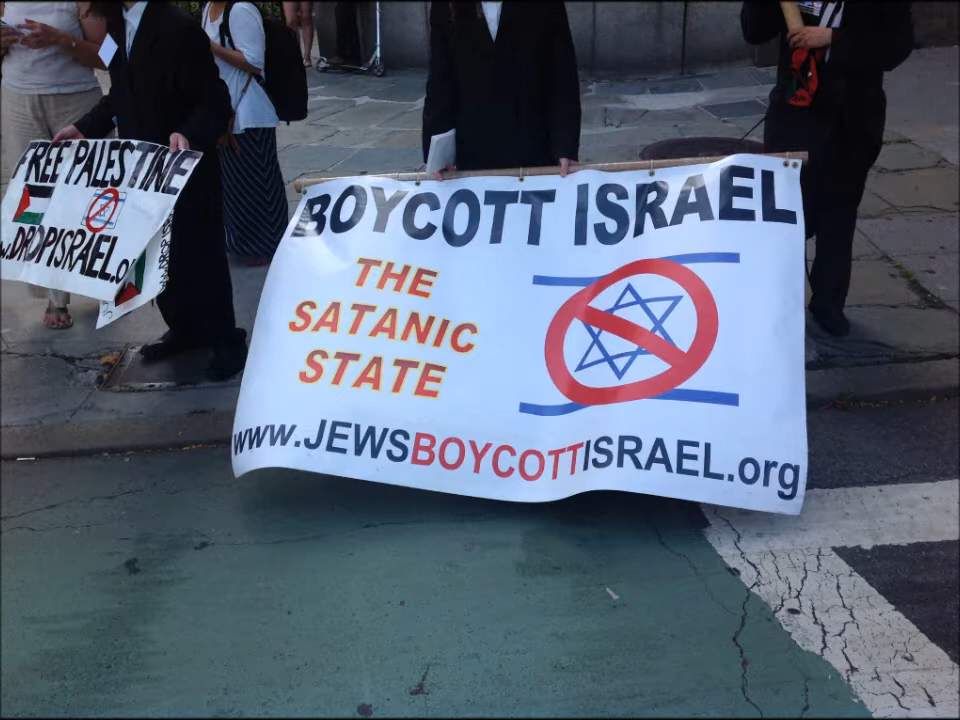 FREE PALESTINE
DROPISRAEL.o
BOYCOTT ISRAEL
THE
SATANIC
STATE
www.JEWSBOYCOTTISRAEL.org